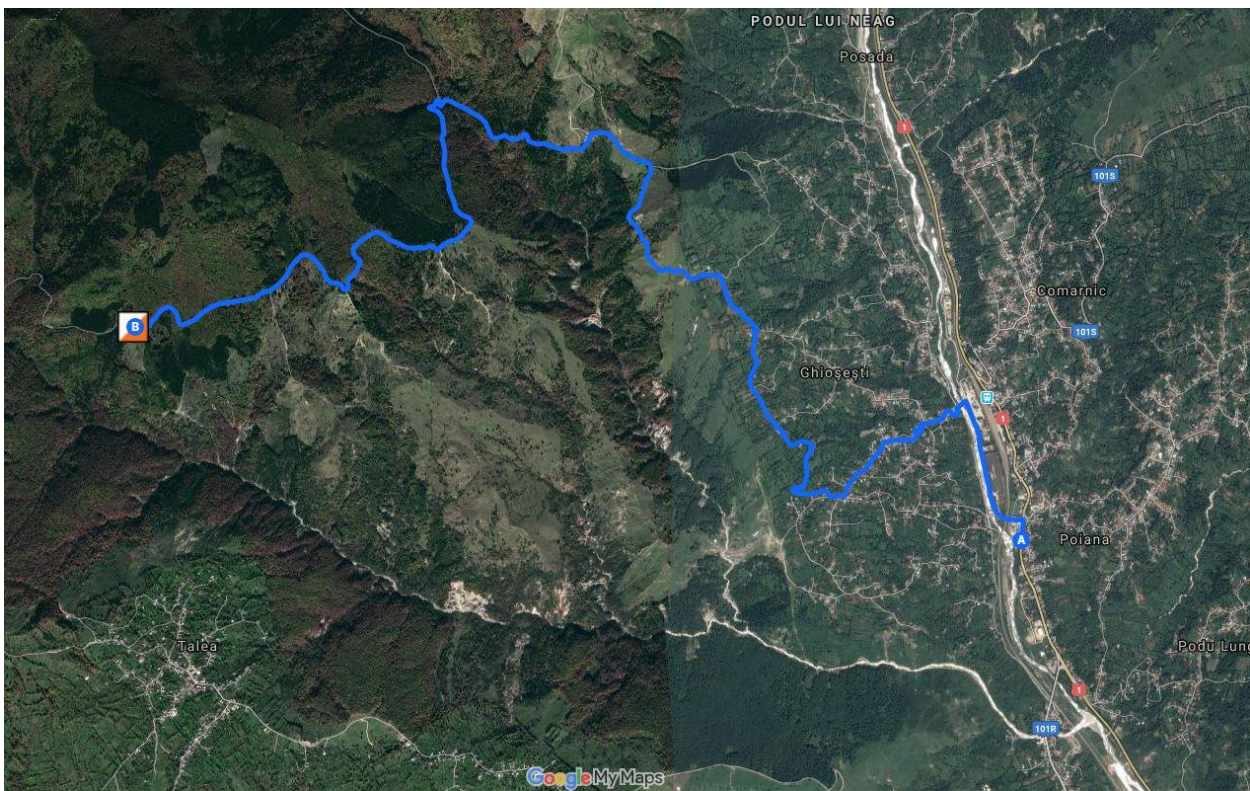 PODUL LUI NEAG
Posada
1
101S
Comarnic
101S
Ghioșești
1
B
A
Poiana
Talea
Podu Lung
1
101R
Google My Maps